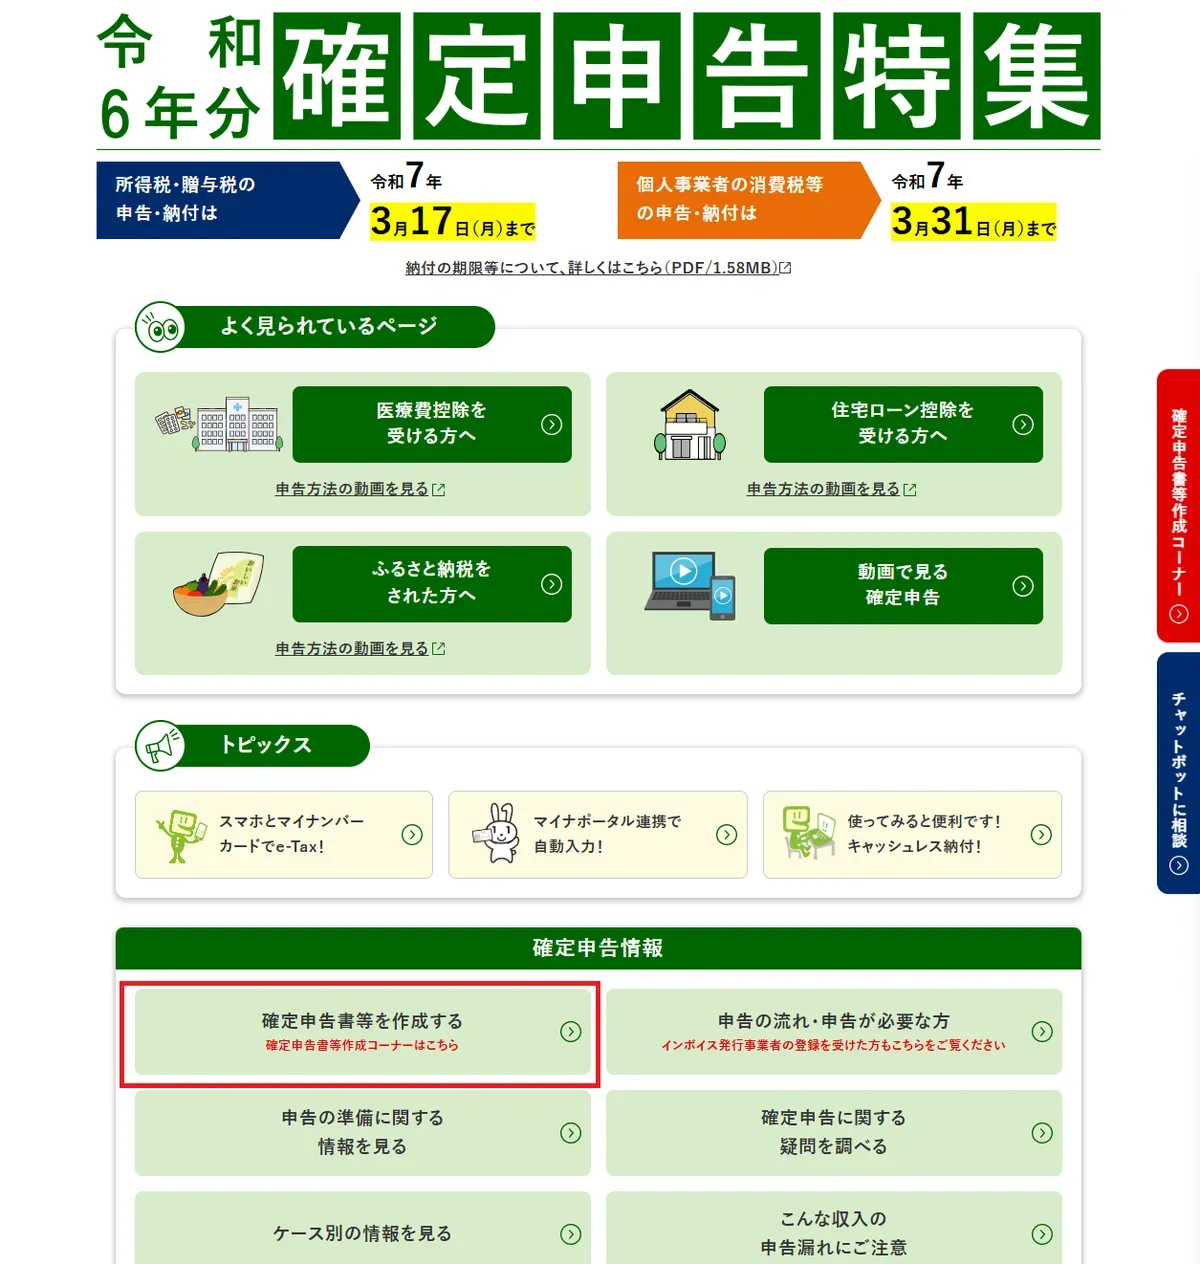 令和
6年分
確定申告特集
所得税・贈与税の
申告・納付は
令和7年
3月17日(月)まで
個人事業者の消費税等
の申告・納付は
令和7年
3月31日(月)まで
納付の期限等について、詳しくはこちら(PDF/1.58MB)
よく見られているページ
医療費控除を
受ける方へ
申告方法の動画を見る
住宅ローン控除を
受ける方へ
申告方法の動画を見る
おいしいお米
ふるさと納税を
された方へ
申告方法の動画を見る
動画で見る
確定申告
トピックス
スマホとマイナンバー
カードでe-Tax!
マイナポータル連携で
自動入力!
使ってみると便利です!
キャッシュレス納付!
確定申告情報
確定申告書等を作成する
確定申告書等作成コーナーはこちら
申告の流れ・申告が必要な方
インボイス発行事業者の登録を受けた方もこちらをご覧ください
申告の準備に関する
情報を見る
確定申告に関する
疑問を調べる
ケース別の情報を見る
こんな収入の
申告漏れにご注意
確定申告書等作成コーナー
チャットボットに相談